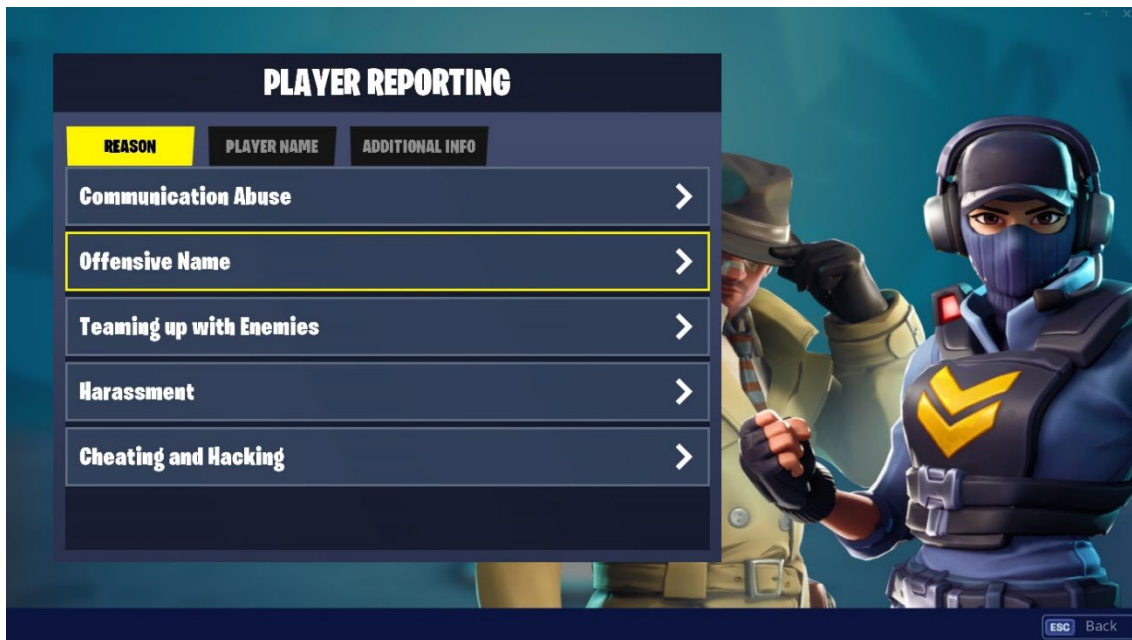 PLAYER REPORTING
REASON PLAYER NAME ADDITIONAL INFO
Communication Abuse
Offensive Name
Teaming up with Enemies
Harassment
Cheating and Hacking
ESC Back